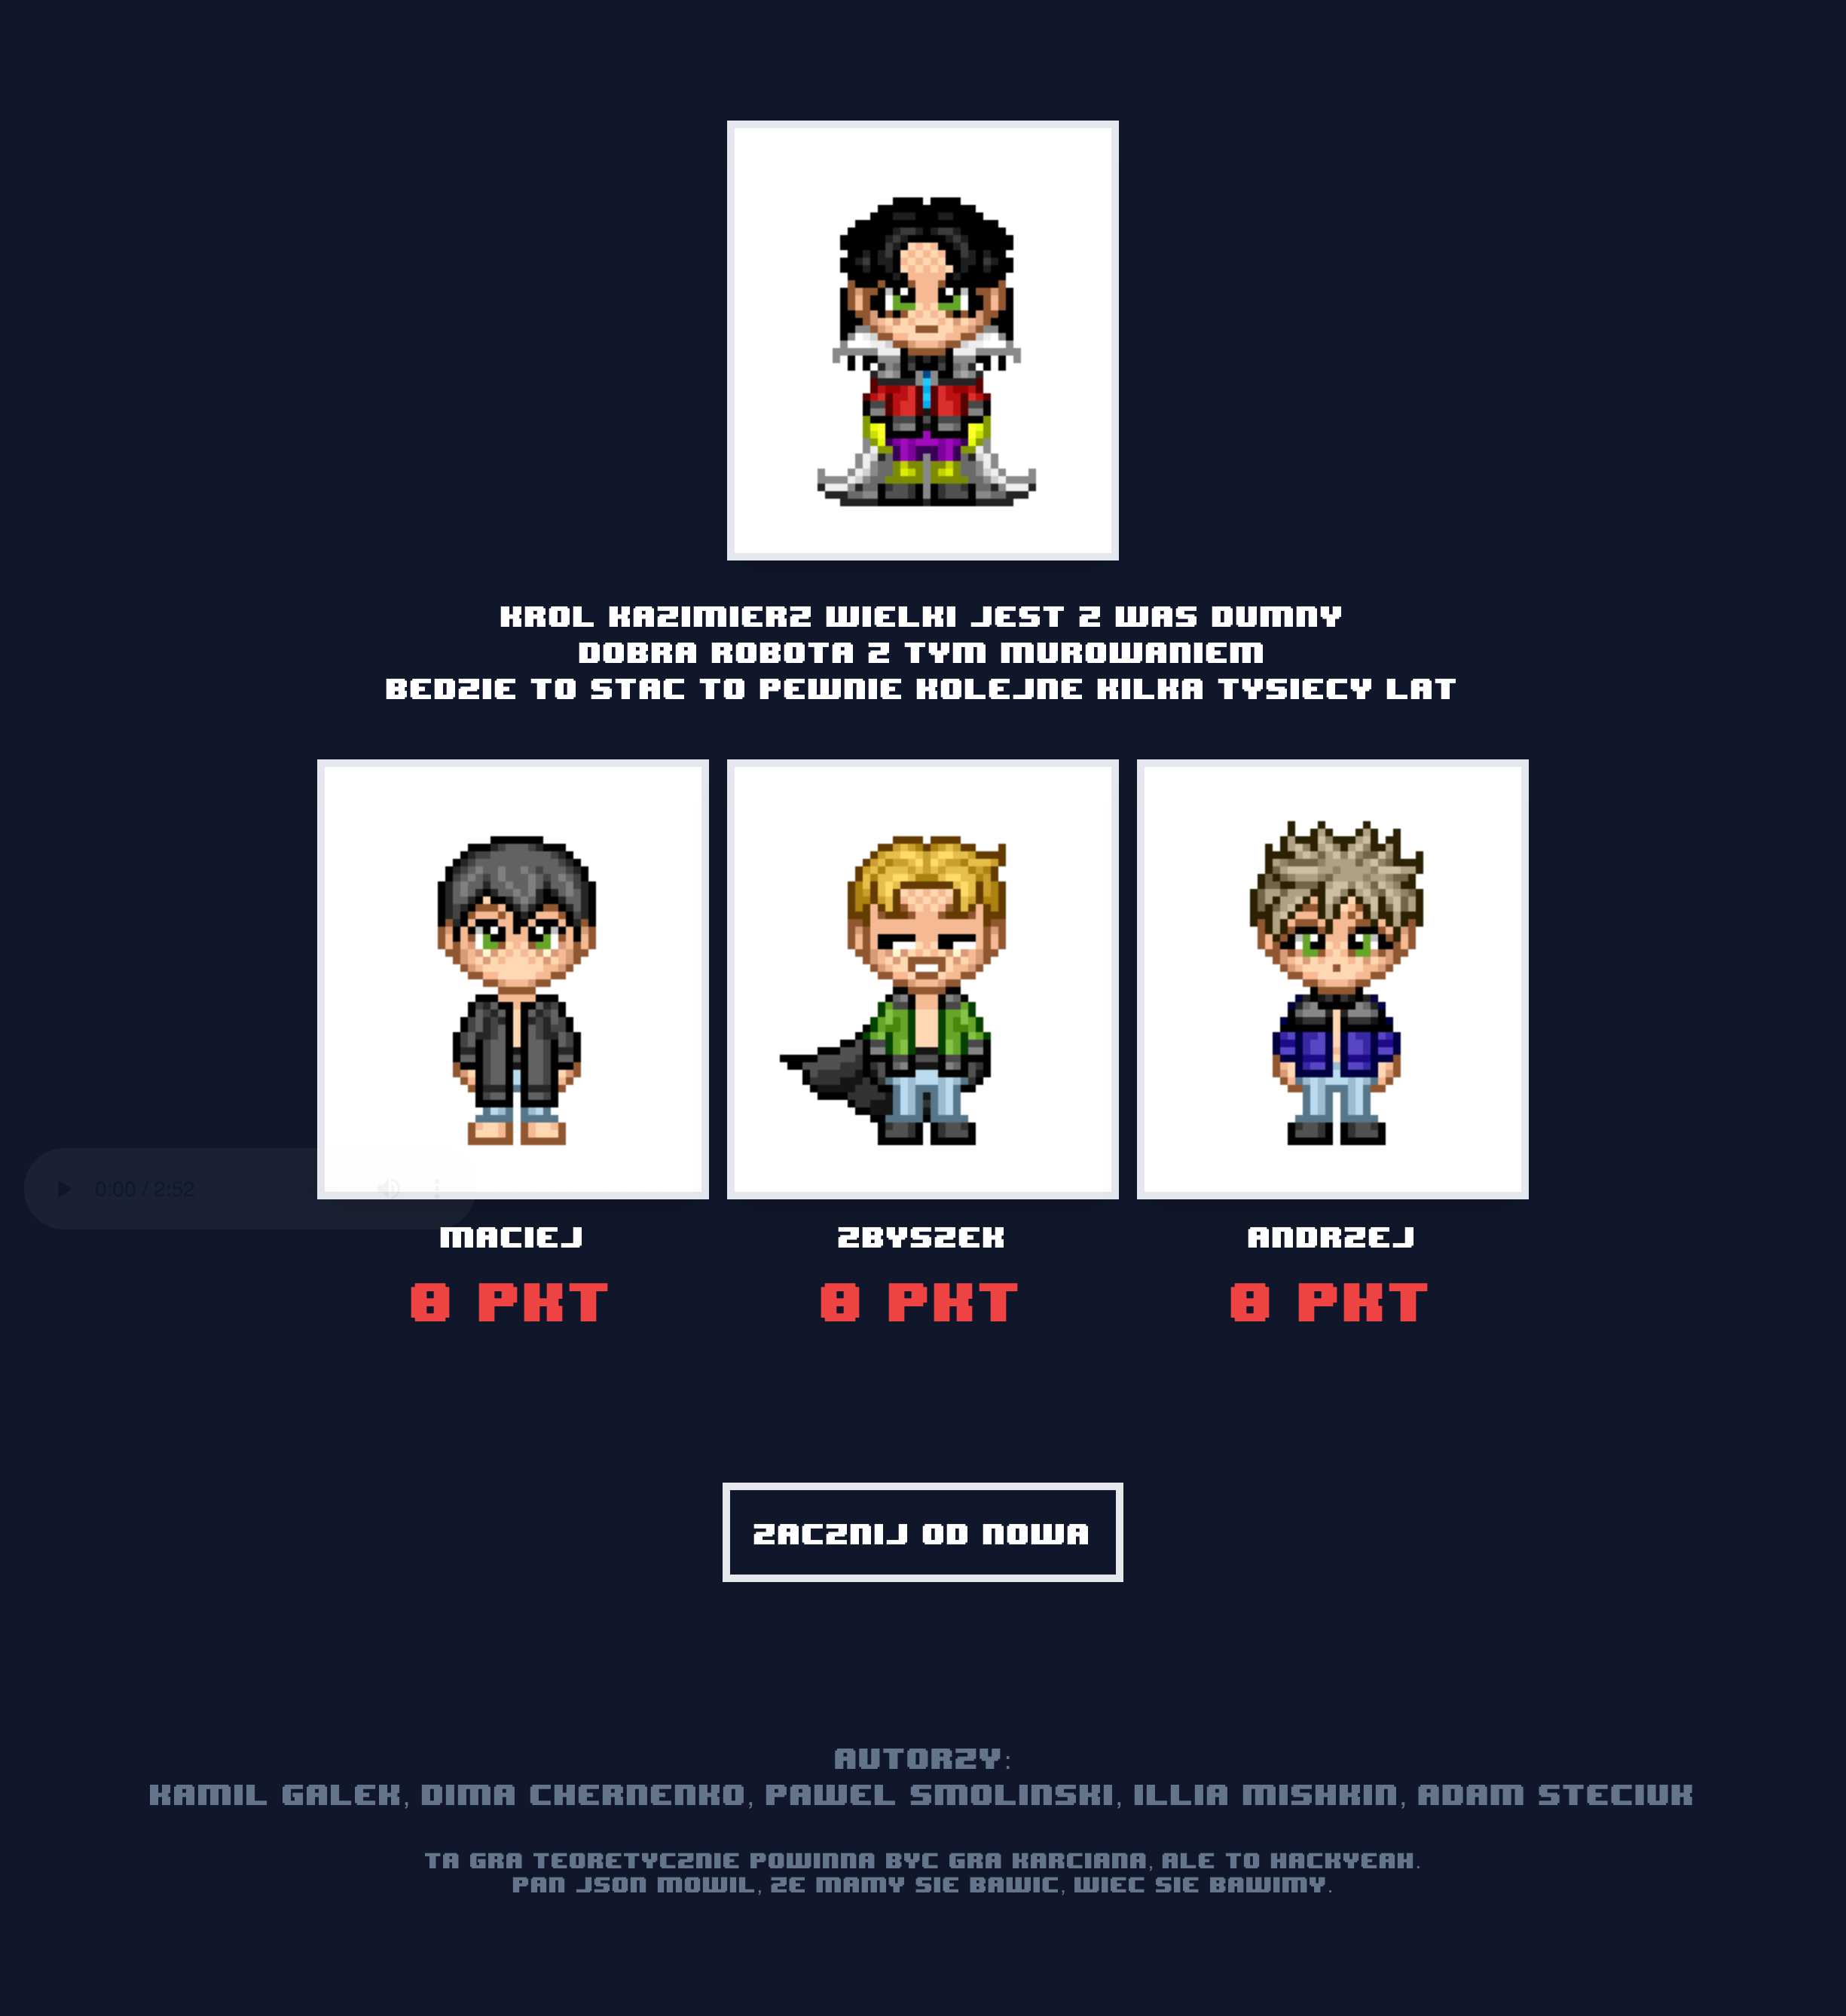 KROL KAZIMIERZ WIELKI JEST Z WAS DUMNY
DOBRA ROBOTA Z TYM MUROWANIEM
BEDZIE TO STAC TO PEWNIE KOLEJNE KILKA TYSIECY LAT
0:00 / 2:52
MACIEJ
ZBYSZEK
ANDRZEJ
8 PKT
8 PKT
8 PKT
ZACZNIJ OD NOWA
AUTORZY:
KAMIL GALEK, DIMA CHERNENKO, PAWEL SMOLINSKI, ILLIA MISHKIN, ADAM STECIUK
TA GRA TEORETYCZNIE POWINNA BYC GRA KARCIANA, ALE TO HACKYEAH.
PAN JSON MOWIL, ZE MAMY SIE BAWIC, WIEC SIE BAWIMY.